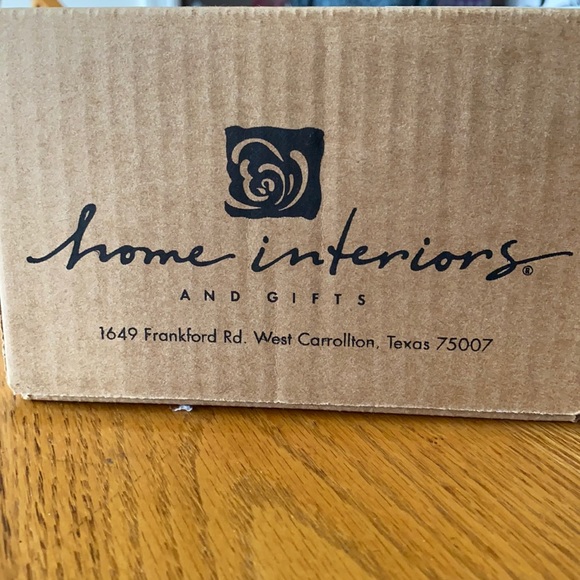 home interiors®
AND GIFTS
1649 Frankford Rd. West Carrollton, Texas 75007